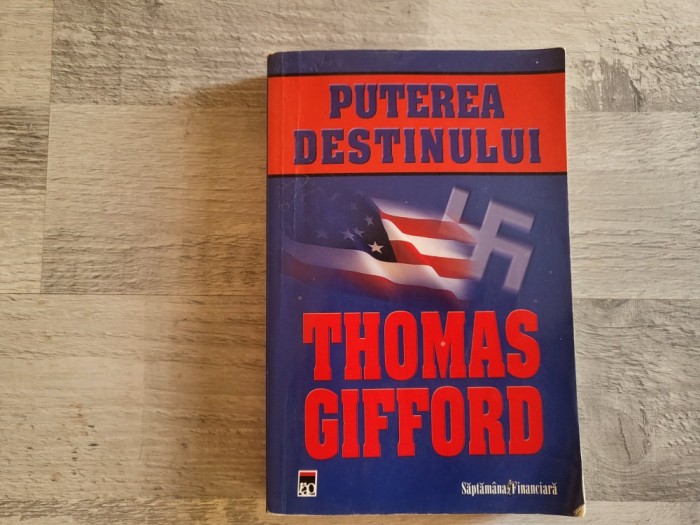 PUTEREA
DESTINULUI
THOMAS
GIFFORD
rao
Săptămâna Financiară